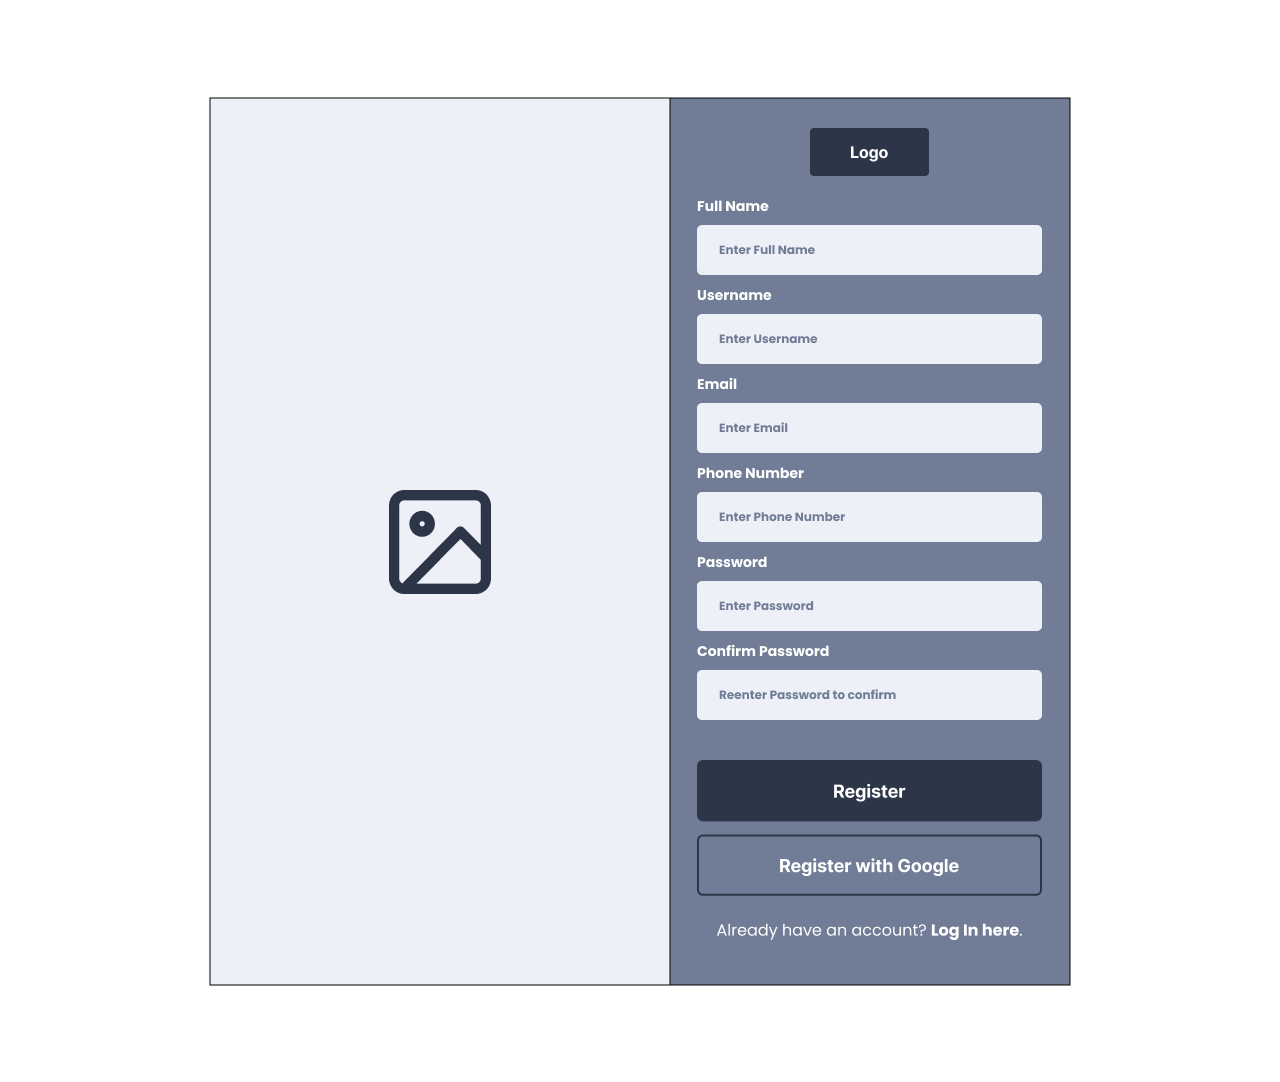 Logo
Full Name
Enter Full Name
Username
Enter Username
Email
Enter Email
Phone Number
Enter Phone Number
Password
Enter Password
Confirm Password
Reenter Password to confirm
Register
Register with Google
Already have an account? Log In here.